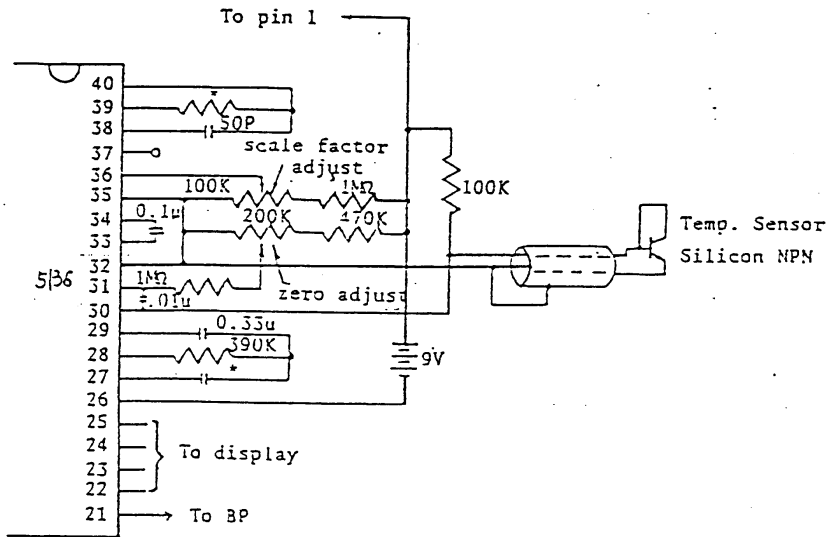 To pin 1
40
39
*
38
50P
37
scale factor
adjust
36
35
100K
1MΩ
100K
34
0.1u
200K
470K
33
Temp. Sensor
Silicon NPN
32
5136
31
1MΩ
zero adjust
.01u
30
29
0.33u
28
390K
9V
27
*
26
25
24
To display
23
22
21
To BP